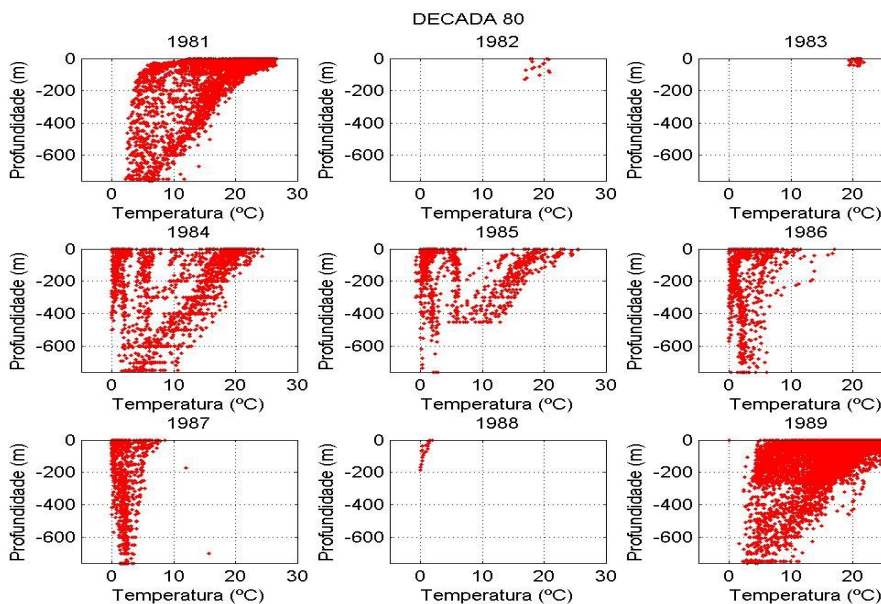 DECADA 80
1981 1982 1983
0 0 0
-200 -200 -200
-400 -400 -400
-600 -600 -600
Profundidade (m) Profundidade (m) Profundidade (m)
0 10 20 30 0 10 20 30 0 10 20
Temperatura (ºC) Temperatura (ºC) Temperatura (ºC)
1984 1985 1986
0 0 0
-200 -200 -200
-400 -400 -400
-600 -600 -600
Profundidade (m) Profundidade (m) Profundidade (m)
0 10 20 30 0 10 20 30 0 10 20
Temperatura (ºC) Temperatura (ºC) Temperatura (ºC)
1987 1988 1989
0 0 0
-200 -200 -200
-400 -400 -400
-600 -600 -600
Profundidade (m) Profundidade (m) Profundidade (m)
0 10 20 30 0 10 20 30 0 10 20
Temperatura (ºC) Temperatura (ºC) Temperatura (ºC)